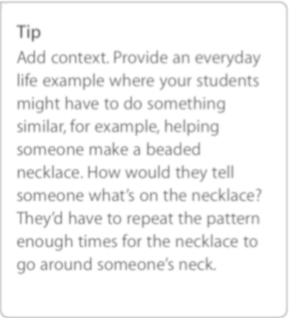 Tip
Add context. Provide an everyday
life example where your students
might have to do something
similar, for example, helping
someone make a beaded
necklace. How would they tell
someone what's on the necklace?
They'd have to repeat the pattern
enough times for the necklace to
go around someone's neck.